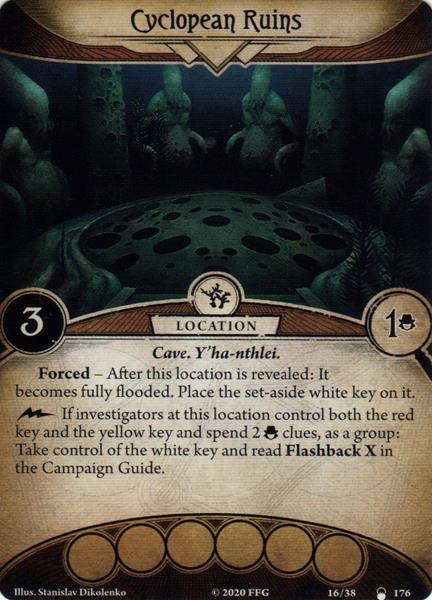 Cyclopean Ruins
3
1
LOCATION
Cave. Y'ha-nthlei.
Forced – After this location is revealed: It
becomes fully flooded. Place the set-aside white key on it.
If investigators at this location control both the red
key and the yellow key and spend 2 clues, as a group:
Take control of the white key and read Flashback X in
the Campaign Guide.
Illus. Stanislav Dikolenko © 2020 FFG 16/38 176